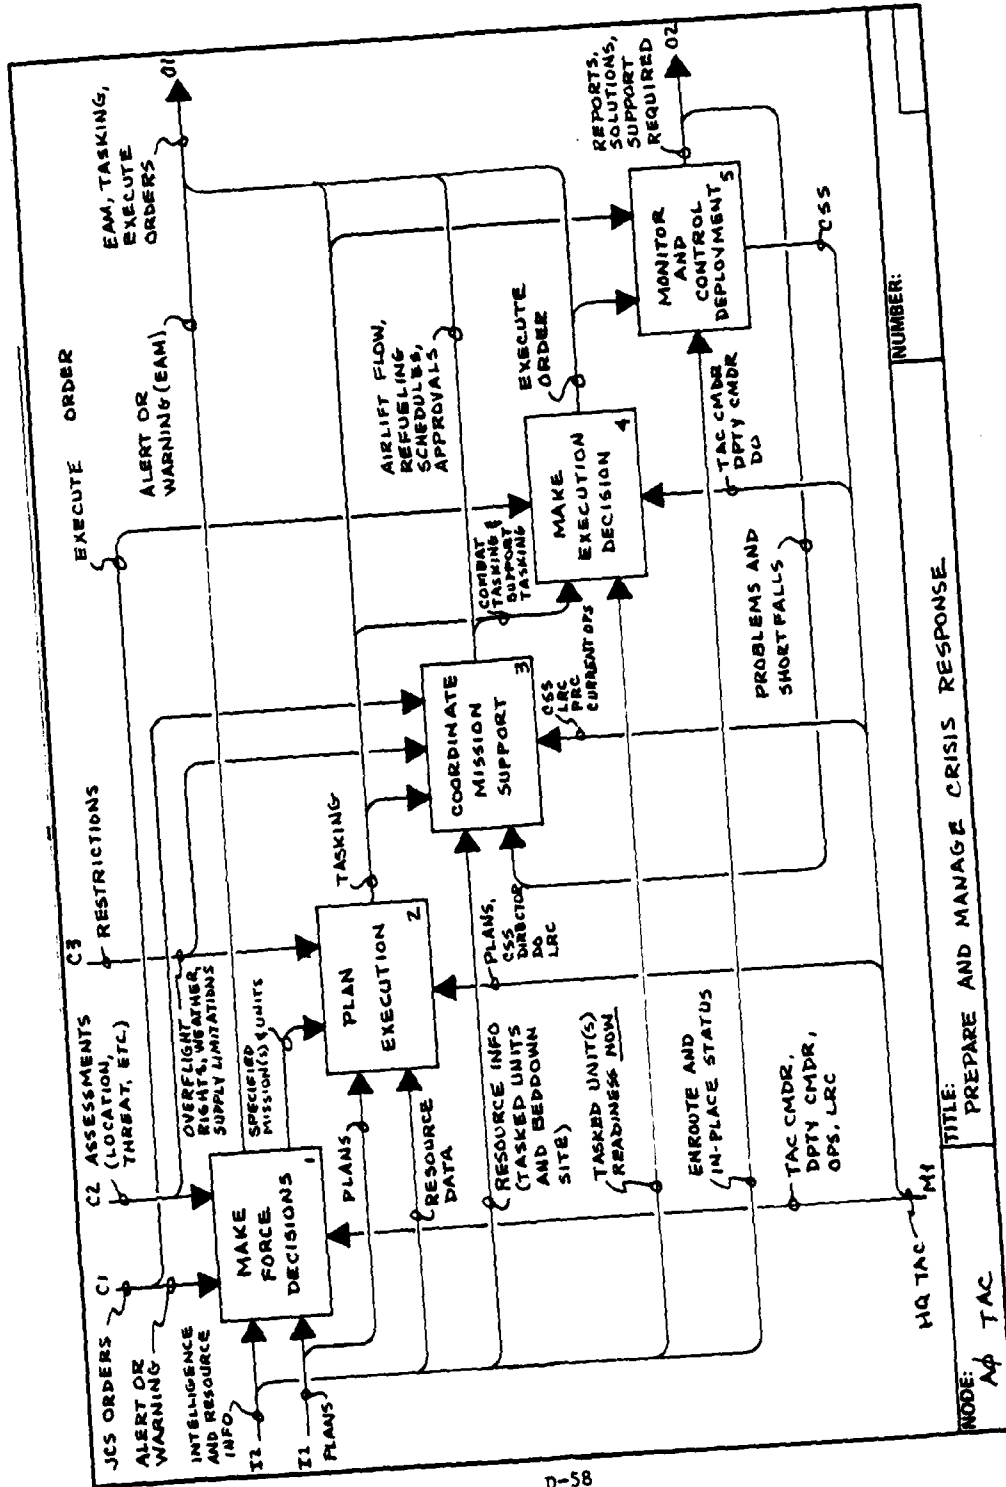 JCS ORDERS
C1
ALERT OR
WARNING
INTELLIGENCE
AND RESOURCE
INFO
I2
I1
PLANS
C2
ASSESSMENTS
(LOCATION,
THREAT, ETC)
C3
RESTRICTIONS
OVERFLIGHT
RIGHTS, WEATHER,
SUPPLY LIMITATIONS
SPECIFIED
MISSION(S) & UNITS
EXECUTE ORDER
ALERT OR
WARNING (EAM)
EAM, TASKING,
EXECUTE
ORDERS
O1
MAKE
FORCE
DECISIONS
1
PLANS
RESOURCE
DATA
PLAN
EXECUTION
2
TASKING
RESOURCE INFO
(TASKED UNITS
AND BEDDOWN
SITE)
PLANS,
CSS
DIRECTOR
DO
LRC
COORDINATE
MISSION
SUPPORT
3
CSS
LRC
PRC
CURRENT OPS
COMBAT
TASKING &
SUPPORT
TASKING
AIRLIFT FLOW,
REFUELING
SCHEDULES,
APPROVALS
TASKED UNIT(S)
READINESS NOW
MAKE
EXECUTION
DECISION
4
EXECUTE
ORDER
ENROUTE AND
IN-PLACE STATUS
TAC CMDR
DPTY CMDR
DO
MONITOR
AND
CONTROL
DEPLOYMENT
5
REPORTS,
SOLUTIONS,
SUPPORT
REQUIRED
O2
CSS
PROBLEMS AND
SHORTFALLS
TAC CMDR,
DPTY CMDR,
OPS, LRC
HQ TAC
M1
NODE:
AΦ TAC
TITLE:
PREPARE AND MANAGE CRISIS RESPONSE
NUMBER:
D-58